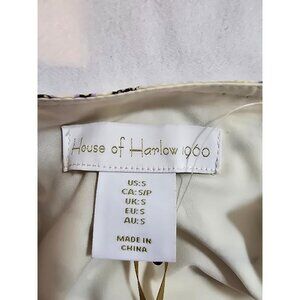 House of Harlow 1960
US:S
CA: S/P
UK:S
EU:S
AU:S
MADE IN
CHINA